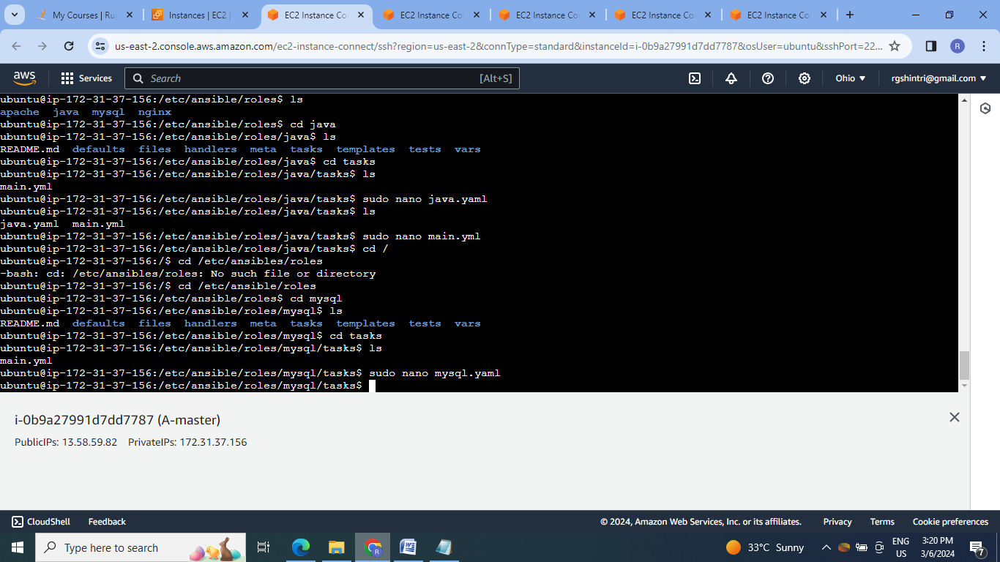 My Courses | Ru
Instances | EC2 |
EC2 Instance Co
EC2 Instance Co
EC2 Instance Co
EC2 Instance Co
EC2 Instance Co
us-east-2.console.aws.amazon.com/ec2-instance-connect/ssh?region=us-east-2&connType=standard&instanceId=i-0b9a27991d7dd7787&osUser=ubuntu&sshPort=22...
R
aws
Services
Search
[Alt+S]
Ohio
rgshintri@gmail.com
ubuntu@ip-172-31-37-156:/etc/ansible/roles$ ls
apache  java  mysql  nginx
ubuntu@ip-172-31-37-156:/etc/ansible/roles$ cd java
ubuntu@ip-172-31-37-156:/etc/ansible/roles/java$ ls
README.md  defaults  files  handlers  meta  tasks  templates  tests  vars
ubuntu@ip-172-31-37-156:/etc/ansible/roles/java$ cd tasks
ubuntu@ip-172-31-37-156:/etc/ansible/roles/java/tasks$ ls
main.yml
ubuntu@ip-172-31-37-156:/etc/ansible/roles/java/tasks$ sudo nano java.yaml
ubuntu@ip-172-31-37-156:/etc/ansible/roles/java/tasks$ ls
java.yaml  main.yml
ubuntu@ip-172-31-37-156:/etc/ansible/roles/java/tasks$ sudo nano main.yml
ubuntu@ip-172-31-37-156:/etc/ansible/roles/java/tasks$ cd /
ubuntu@ip-172-31-37-156:/$ cd /etc/ansibles/roles
-bash: cd: /etc/ansibles/roles: No such file or directory
ubuntu@ip-172-31-37-156:/$ cd /etc/ansible/roles
ubuntu@ip-172-31-37-156:/etc/ansible/roles$ cd mysql
ubuntu@ip-172-31-37-156:/etc/ansible/roles/mysql$ ls
README.md  defaults  files  handlers  meta  tasks  templates  tests  vars
ubuntu@ip-172-31-37-156:/etc/ansible/roles/mysql$ cd tasks
ubuntu@ip-172-31-37-156:/etc/ansible/roles/mysql/tasks$ ls
main.yml
ubuntu@ip-172-31-37-156:/etc/ansible/roles/mysql/tasks$ sudo nano mysql.yaml
ubuntu@ip-172-31-37-156:/etc/ansible/roles/mysql/tasks$
i-0b9a27991d7dd7787 (A-master)
PublicIPs: 13.58.59.82    PrivateIPs: 172.31.37.156
CloudShell
Feedback
© 2024, Amazon Web Services, Inc. or its affiliates.
Privacy
Terms
Cookie preferences
Type here to search
R
33°C Sunny
ENG
US
3:20 PM
3/6/2024
7